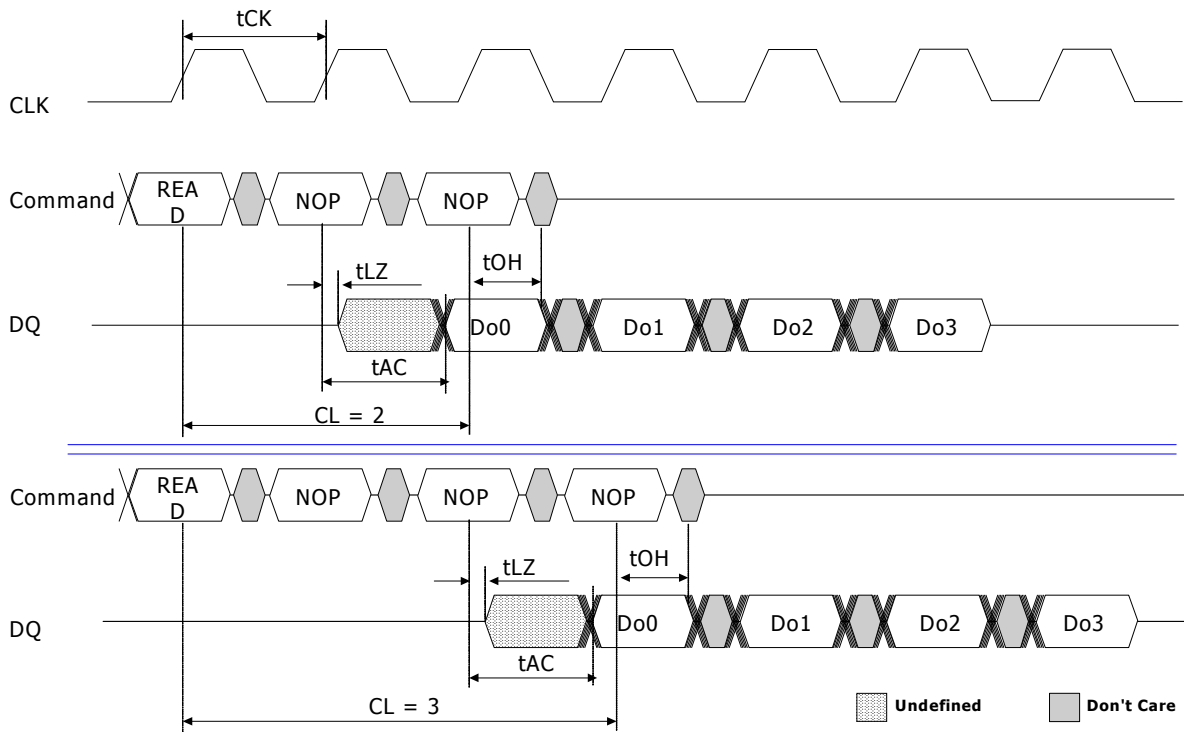 tCK
CLK
Command
REA
D
NOP
NOP
tLZ
tOH
DQ
Do0
Do1
Do2
Do3
tAC
CL = 2
Command
REA
D
NOP
NOP
NOP
tLZ
tOH
DQ
Do0
Do1
Do2
Do3
tAC
CL = 3
Undefined
Don't Care